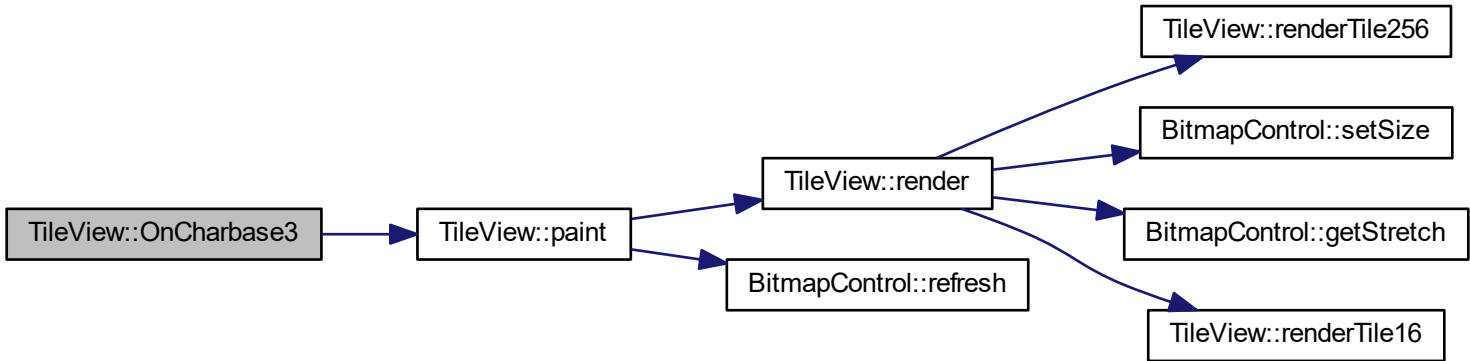 TileView::OnCharbase3
TileView::paint
TileView::render
BitmapControl::refresh
TileView::renderTile256
BitmapControl::setSize
BitmapControl::getStretch
TileView::renderTile16